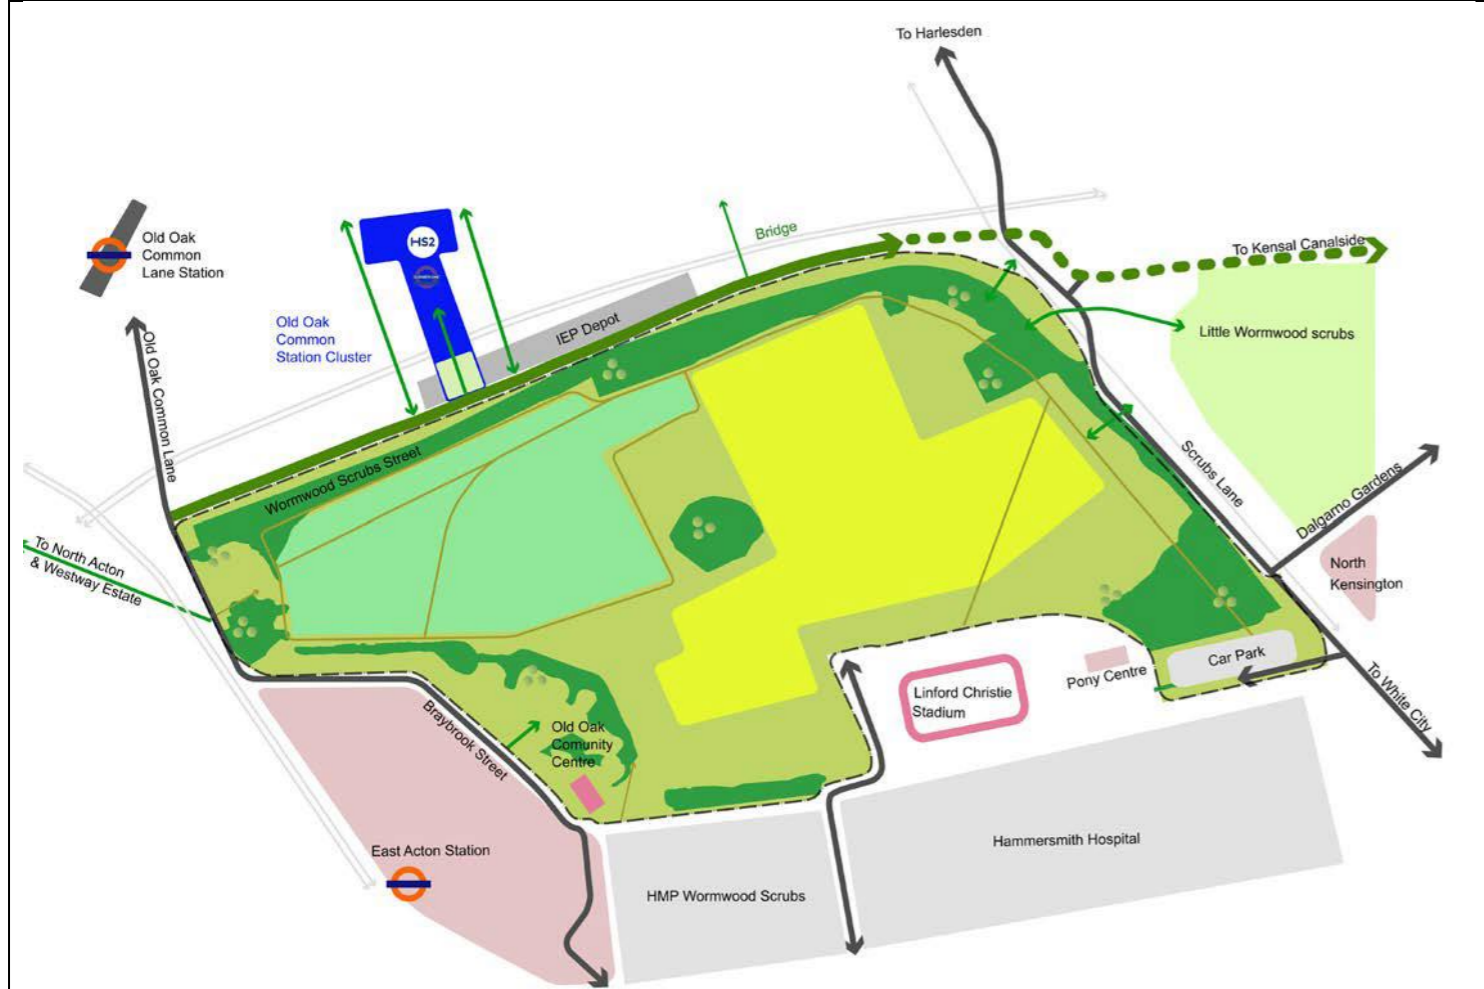 To Harlesden
Old Oak
Common
Lane Station
HS2
Bridge
To Kensal Canalside
Old Oak
Common
Station Cluster
IEP Depot
Little Wormwood scrubs
Old Oak Common Lane
Wormwood Scrubs Street
Scrubs Lane
Dalgarno Gardens
To North Acton
& Westway Estate
North
Kensington
Car Park
Pony Centre
Linford Christie
Stadium
To White City
Braybrook Street
Old Oak
Comunity
Centre
Hammersmith Hospital
East Acton Station
HMP Wormwood Scrubs